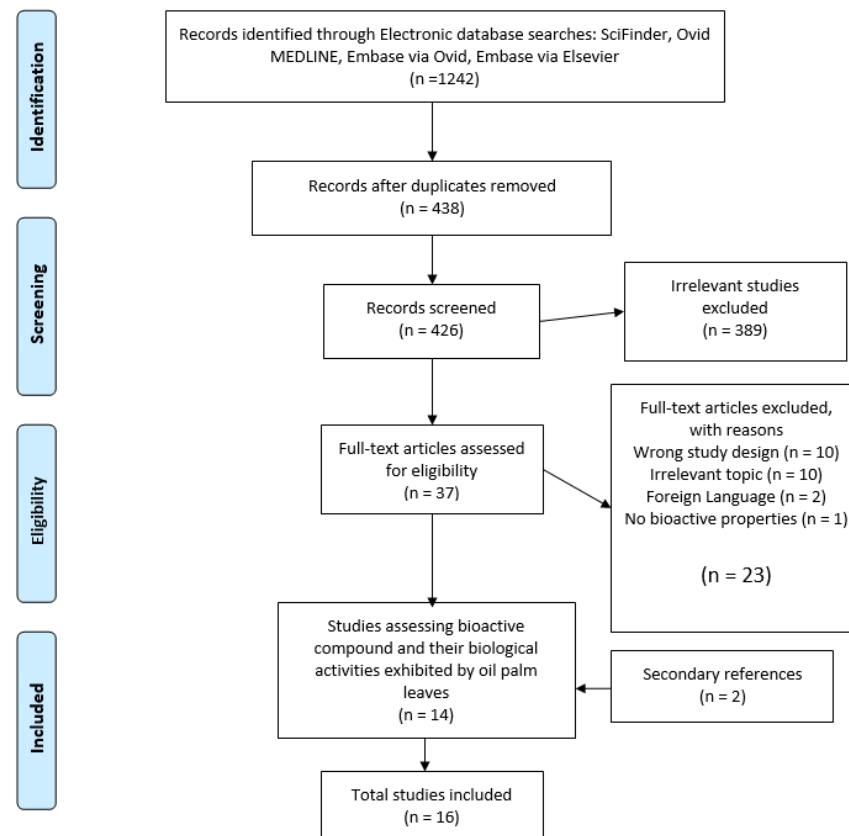 Identification
Records identified through Electronic database searches: SciFinder, Ovid
MEDLINE, Embase via Ovid, Embase via Elsevier
(n =1242)
Records after duplicates removed
(n = 438)
Screening
Records screened
(n = 426)
Irrelevant studies
excluded
(n = 389)
Eligibility
Full-text articles assessed
for eligibility
(n = 37)
Full-text articles excluded,
with reasons
Wrong study design (n = 10)
Irrelevant topic (n = 10)
Foreign Language (n = 2)
No bioactive properties (n = 1)
(n = 23)
Included
Studies assessing bioactive
compound and their biological
activities exhibited by oil palm
leaves
(n = 14)
Secondary references
(n = 2)
Total studies included
(n = 16)